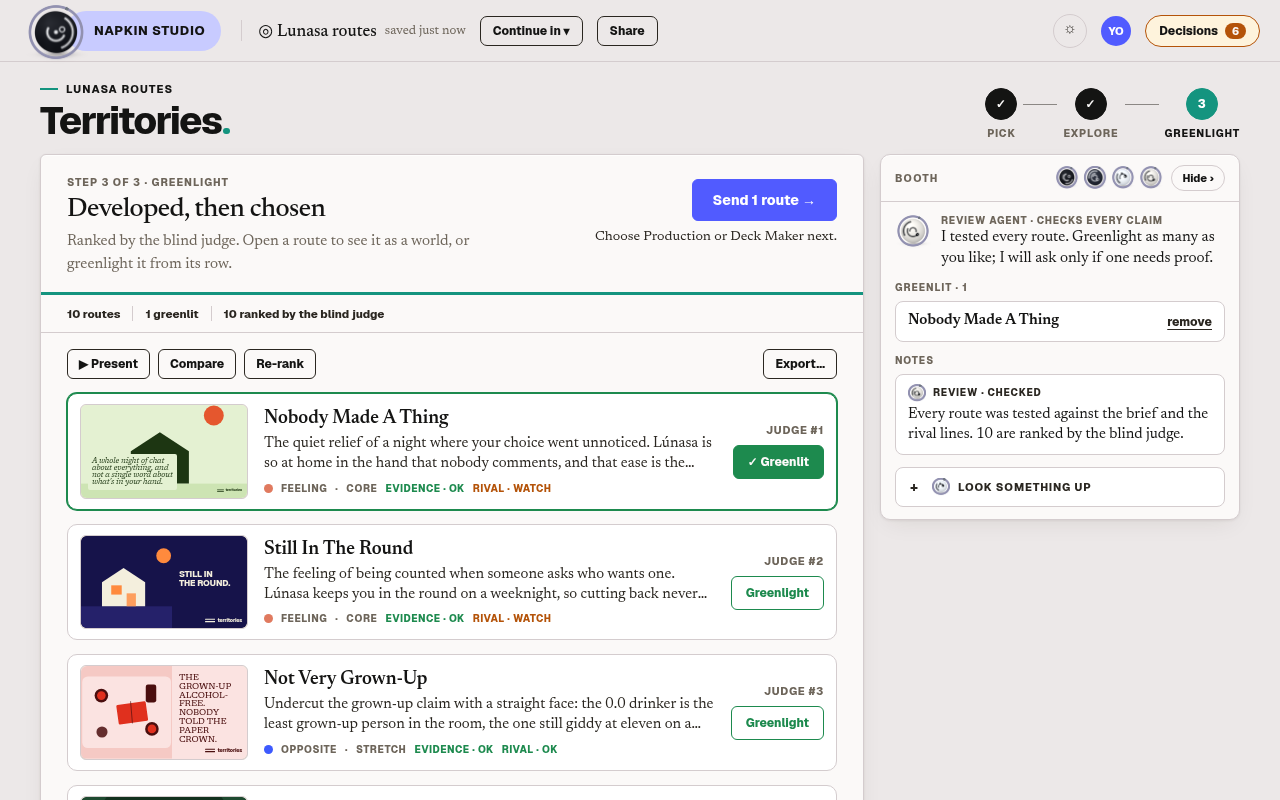 NAPKIN STUDIO
◎ Lunasa routes
saved just now
Continue in ▾
Share
☼
YO
Decisions 6
LUNASA ROUTES
Territories.
✓
✓
3
PICK
EXPLORE
GREENLIGHT
STEP 3 OF 3 · GREENLIGHT
Developed, then chosen
Ranked by the blind judge. Open a route to see it as a world, or
greenlight it from its row.
Send 1 route →
Choose Production or Deck Maker next.
10 routes
1 greenlit
10 ranked by the blind judge
▶ Present
Compare
Re-rank
Export...
A whole night of chat
about everything, and
not a single word about
what's in your hand.
territories
Nobody Made A Thing
The quiet relief of a night where your choice went unnoticed. Lúnasa is
so at home in the hand that nobody comments, and that ease is the...
FEELING · CORE EVIDENCE · OK RIVAL · WATCH
JUDGE #1
✓ Greenlit
STILL IN
THE ROUND.
territories
Still In The Round
The feeling of being counted when someone asks who wants one.
Lúnasa keeps you in the round on a weeknight, so cutting back never...
FEELING · CORE EVIDENCE · OK RIVAL · WATCH
JUDGE #2
Greenlight
THE
GROWN-UP
ALCOHOL-
FREE.
NOBODY
TOLD THE
PAPER
CROWN.
territories
Not Very Grown-Up
Undercut the grown-up claim with a straight face: the 0.0 drinker is the
least grown-up person in the room, the one still giddy at eleven on a...
OPPOSITE · STRETCH EVIDENCE · OK RIVAL · OK
JUDGE #3
Greenlight
BOOTH
Hide ›
REVIEW AGENT · CHECKS EVERY CLAIM
I tested every route. Greenlight as many as
you like; I will ask only if one needs proof.
GREENLIT · 1
Nobody Made A Thing
remove
NOTES
REVIEW · CHECKED
Every route was tested against the brief and the
rival lines. 10 are ranked by the blind judge.
+ LOOK SOMETHING UP